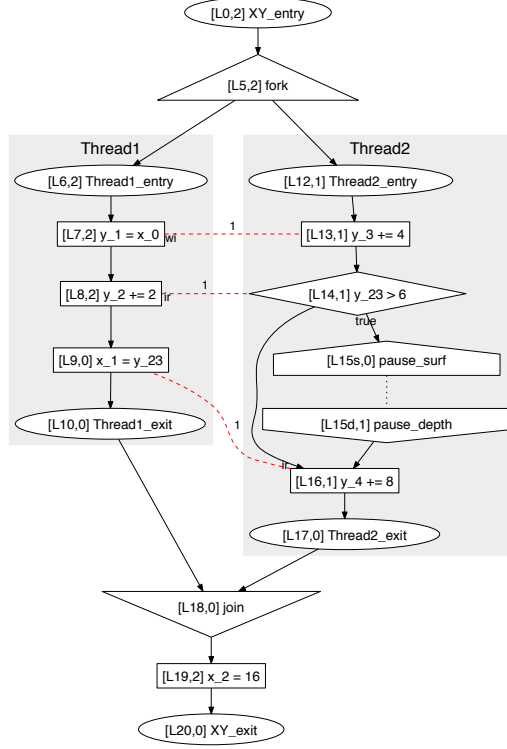 [L0,2] XY_entry
[L5,2] fork
Thread1
Thread2
[L6,2] Thread1_entry
[L12,1] Thread2_entry
[L7,2] y_1 = x_0
wi
1
[L13,1] y_3 += 4
[L8,2] y_2 += 2
ir
1
[L14,1] y_23 > 6
true
[L9,0] x_1 = y_23
[L15s,0] pause_surf
[L10,0] Thread1_exit
1
[L15d,1] pause_depth
ir
[L16,1] y_4 += 8
[L17,0] Thread2_exit
[L18,0] join
[L19,2] x_2 = 16
[L20,0] XY_exit